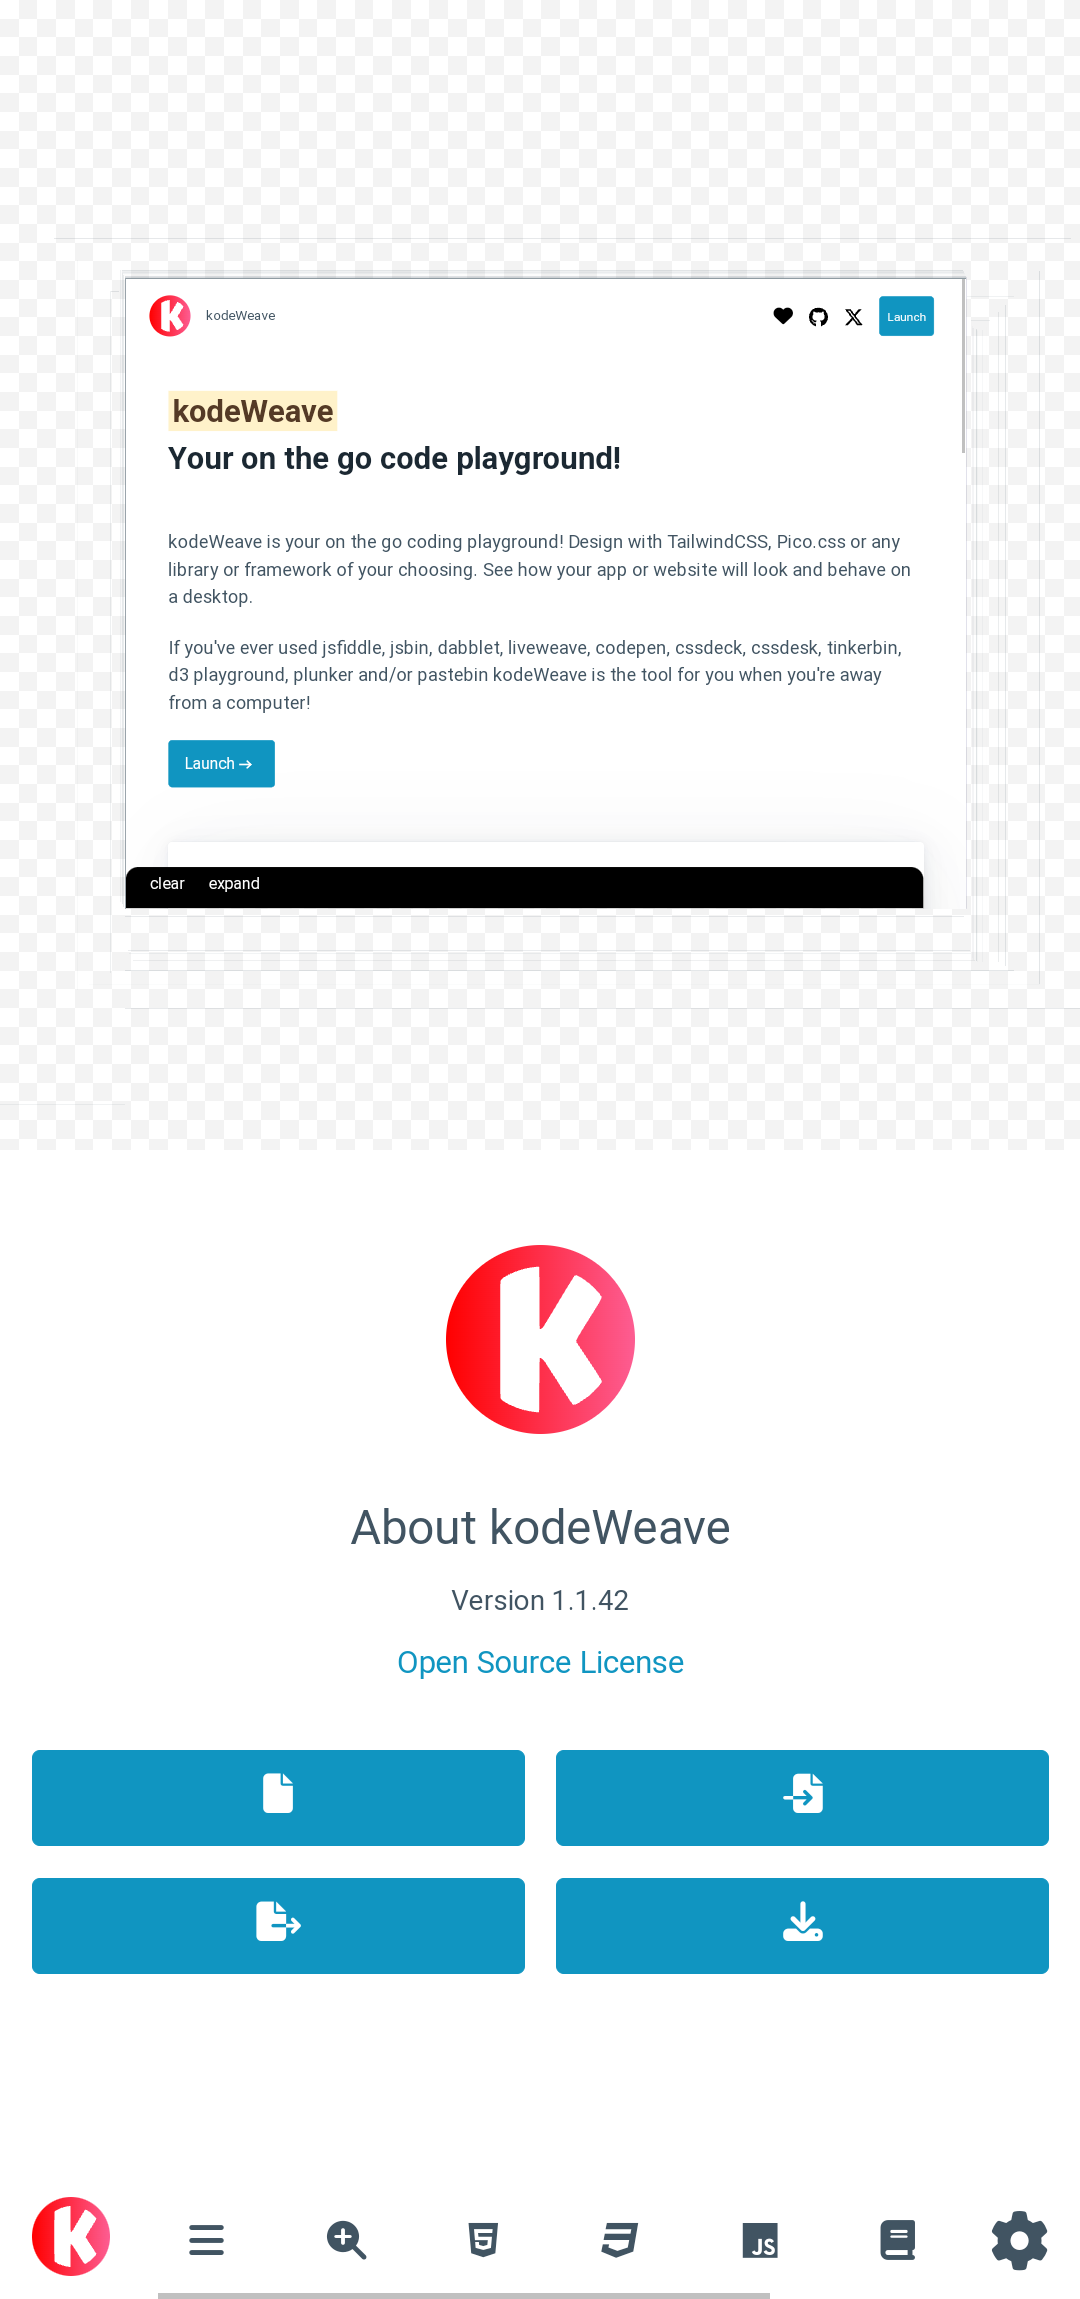 kodeWeave
Launch
kodeWeave
Your on the go code playground!
kodeWeave is your on the go coding playground! Design with TailwindCSS, Pico.css or any
library or framework of your choosing. See how your app or website will look and behave on
a desktop.
If you've ever used jsfiddle, jsbin, dabblet, liveweave, codepen, cssdeck, cssdesk, tinkerbin,
d3 playground, plunker and/or pastebin kodeWeave is the tool for you when you're away
from a computer!
Launch →
clear expand
K
About kodeWeave
Version 1.1.42
Open Source License
K
JS